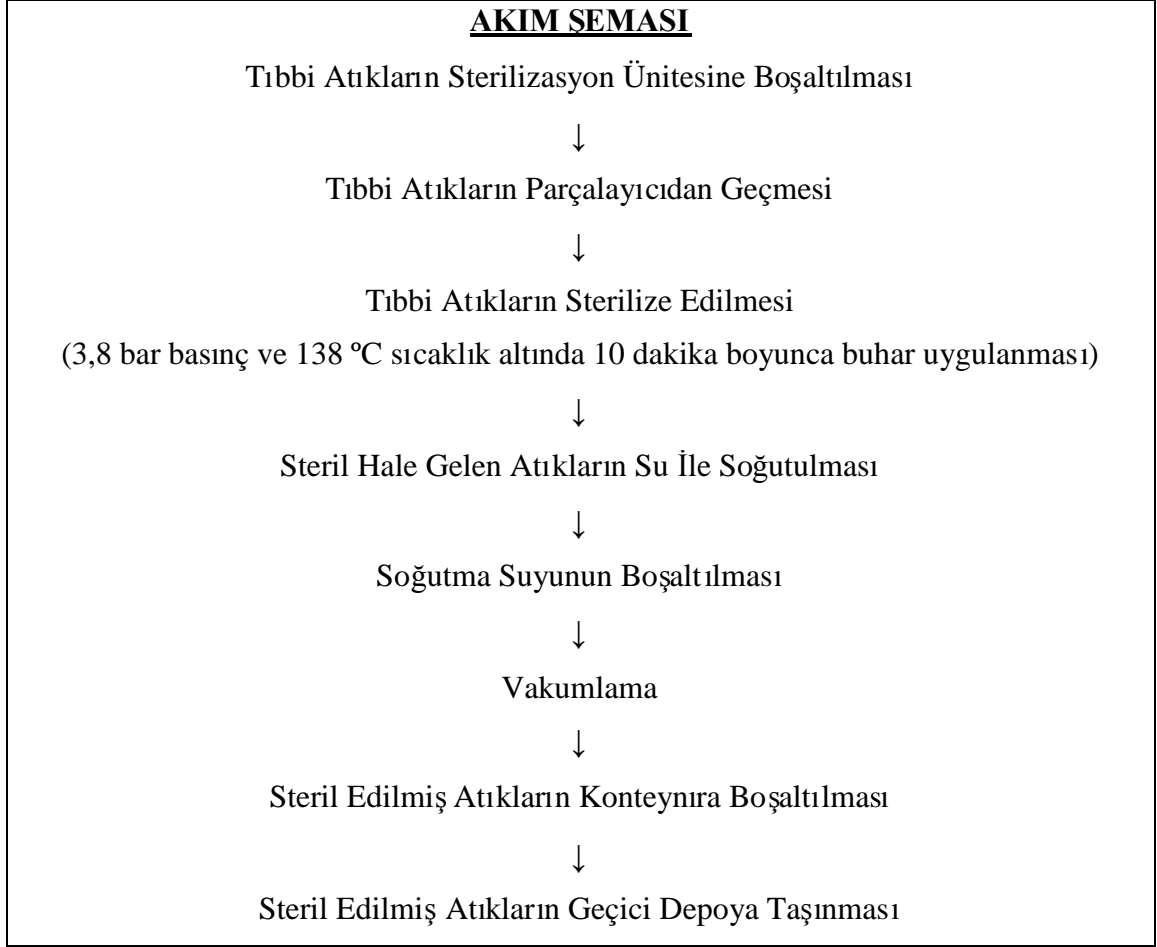 AKIM ŞEMASI
Tıbbi Atıkların Sterilizasyon Ünitesine Boşaltılması
↓
Tıbbi Atıkların Parçalayıcıdan Geçmesi
↓
Tıbbi Atıkların Sterilize Edilmesi
(3,8 bar basınç ve 138 ºC sıcaklık altında 10 dakika boyunca buhar uygulanması)
↓
Steril Hale Gelen Atıkların Su İle Soğutulması
↓
Soğutma Suyunun Boşaltılması
↓
Vakumlama
↓
Steril Edilmiş Atıkların Konteynıra Boşaltılması
↓
Steril Edilmiş Atıkların Geçici Depoya Taşınması